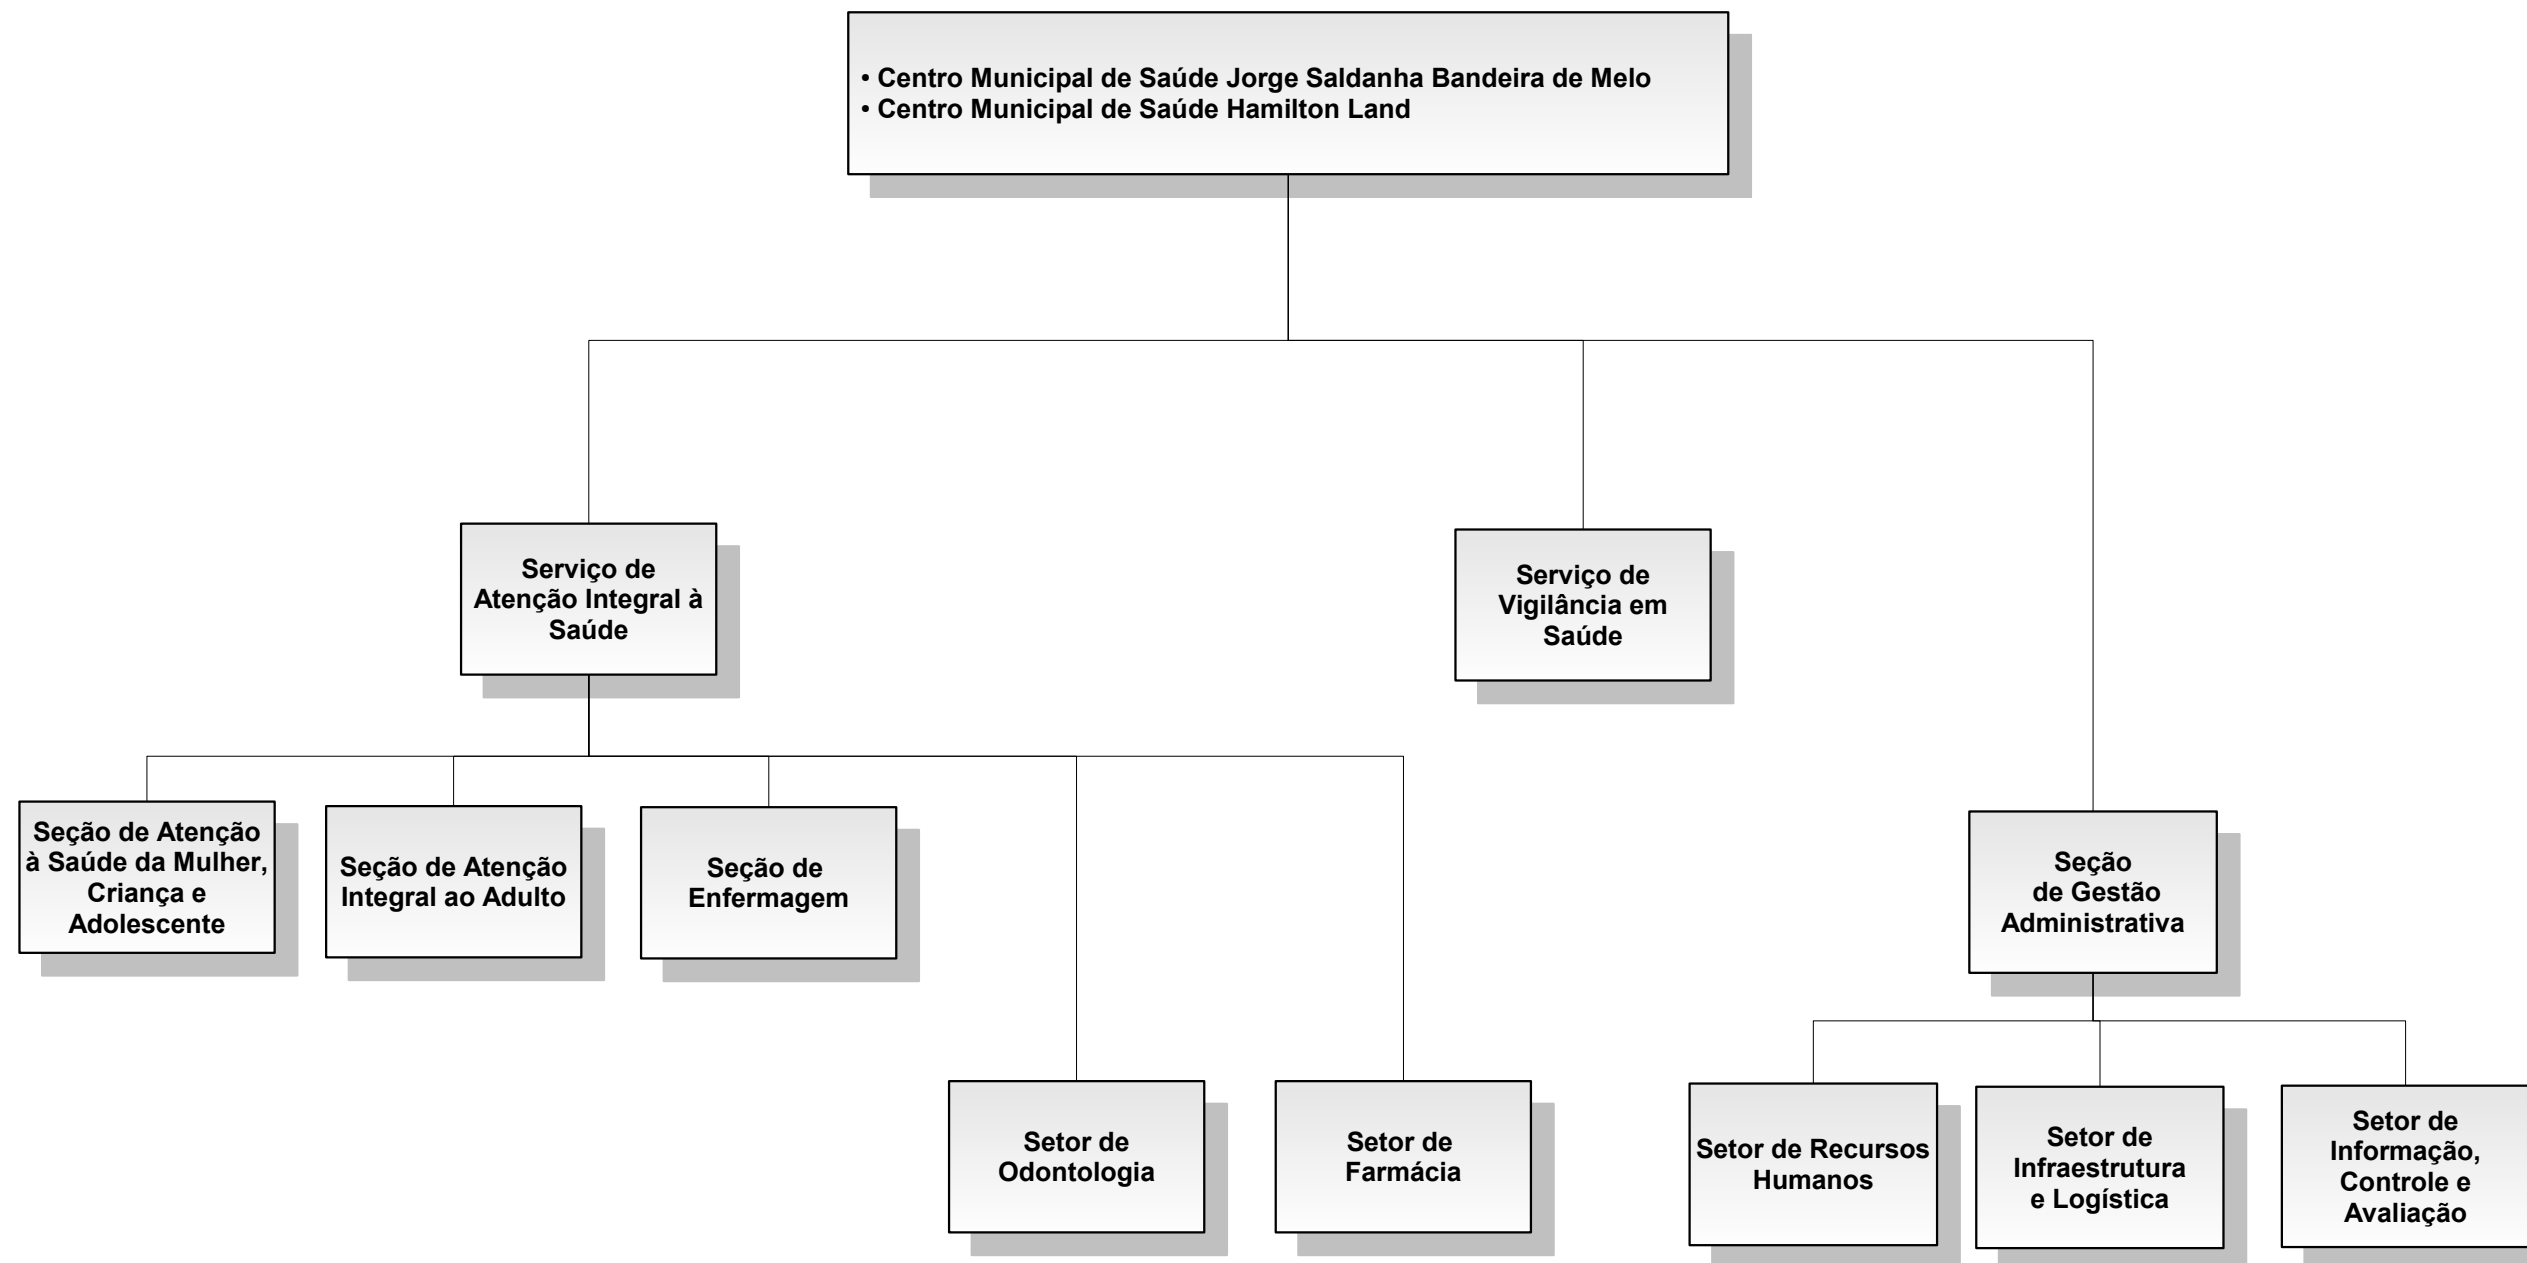 • Centro Municipal de Saúde Jorge Saldanha Bandeira de Melo
• Centro Municipal de Saúde Hamilton Land
Serviço de
Atenção Integral à
Saúde
Serviço de
Vigilância em
Saúde
Seção de Atenção
à Saúde da Mulher,
Criança e
Adolescente
Seção de Atenção
Integral ao Adulto
Seção de
Enfermagem
Seção
de Gestão
Administrativa
Setor de
Odontologia
Setor de
Farmácia
Setor de Recursos
Humanos
Setor de
Infraestrutura
e Logística
Setor de
Informação,
Controle e
Avaliação